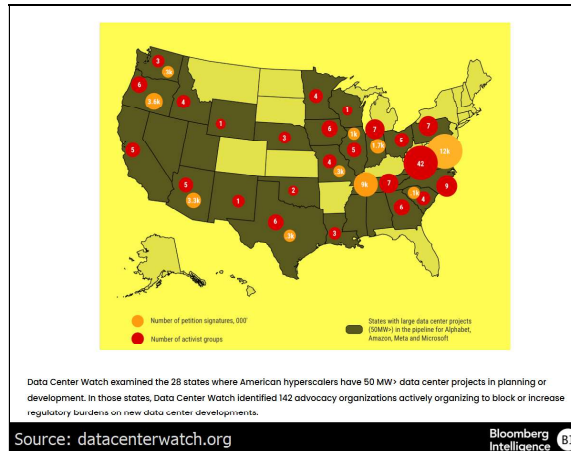 3
5k
6
4
2.6k
4
1
1
6
1k
7
7
3
5
1.7k
6
12k
5
4
3k
42
5
3.3k
9k
7
9
1
2
1k
4
6
6
3k
3
Number of petition signatures, 000'
Number of activist groups
States with large data center projects
(50MW>) in the pipeline for Alphabet,
Amazon, Meta and Microsoft
Data Center Watch examined the 28 states where American hyperscalers have 50 MW> data center projects in planning or
development. In those states, Data Center Watch identified 142 advocacy organizations actively organizing to block or increase
regulatory burdens on new data center developments.
Source: datacenterwatch.org
Bloomberg
Intelligence
BI